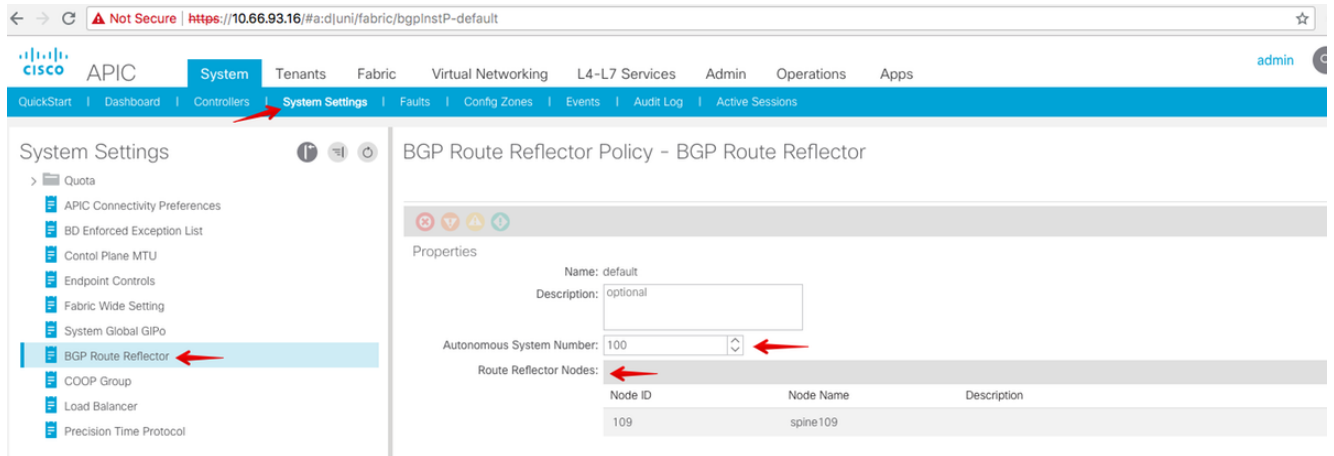 Not Secure | https://10.66.93.16/#a:d|uni/fabric/bgpInstP-default
CISCO APIC System Tenants Fabric Virtual Networking L4-L7 Services Admin Operations Apps admin
QuickStart | Dashboard | Controllers | System Settings | Faults | Config Zones | Events | Audit Log | Active Sessions
System Settings
Quota
APIC Connectivity Preferences
BD Enforced Exception List
Contol Plane MTU
Endpoint Controls
Fabric Wide Setting
System Global GIPo
BGP Route Reflector
COOP Group
Load Balancer
Precision Time Protocol
BGP Route Reflector Policy - BGP Route Reflector
Properties
Name: default
Description: optional
Autonomous System Number: 100
Route Reflector Nodes:
Node ID Node Name Description
109 spine109